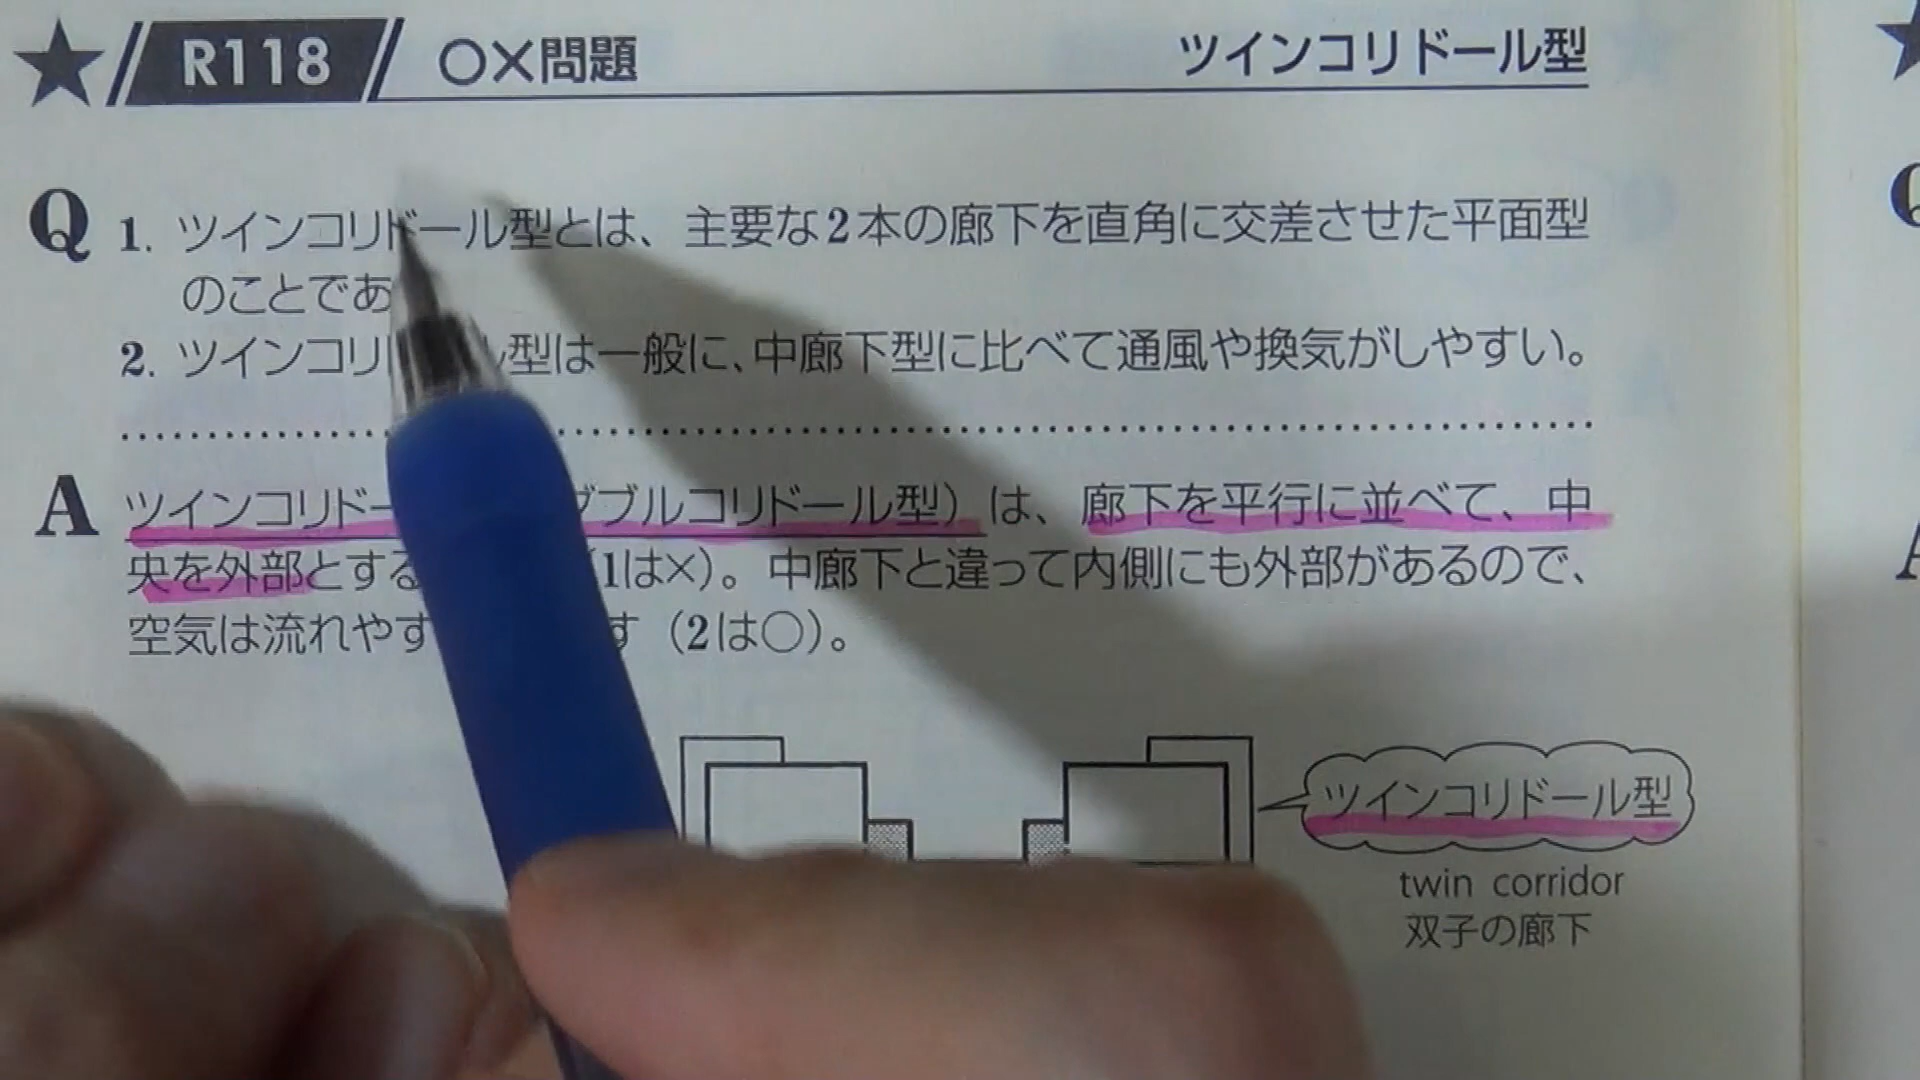 ★ R118 ○×問題 ツインコリドール型
Q 1. ツインコリドール型とは、主要な2本の廊下を直角に交差させた平面型
のことであ
2. ツインコリ 型は一般に、中廊下型に比べて通風や換気がしやすい。
A ツインコリドー ブルコリドール型）は、廊下を平行に並べて、中
央を外部とする （1は×）。中廊下と違って内側にも外部があるので、
空気は流れやす す（2は○）。
ツインコリドール型
twin corridor
双子の廊下